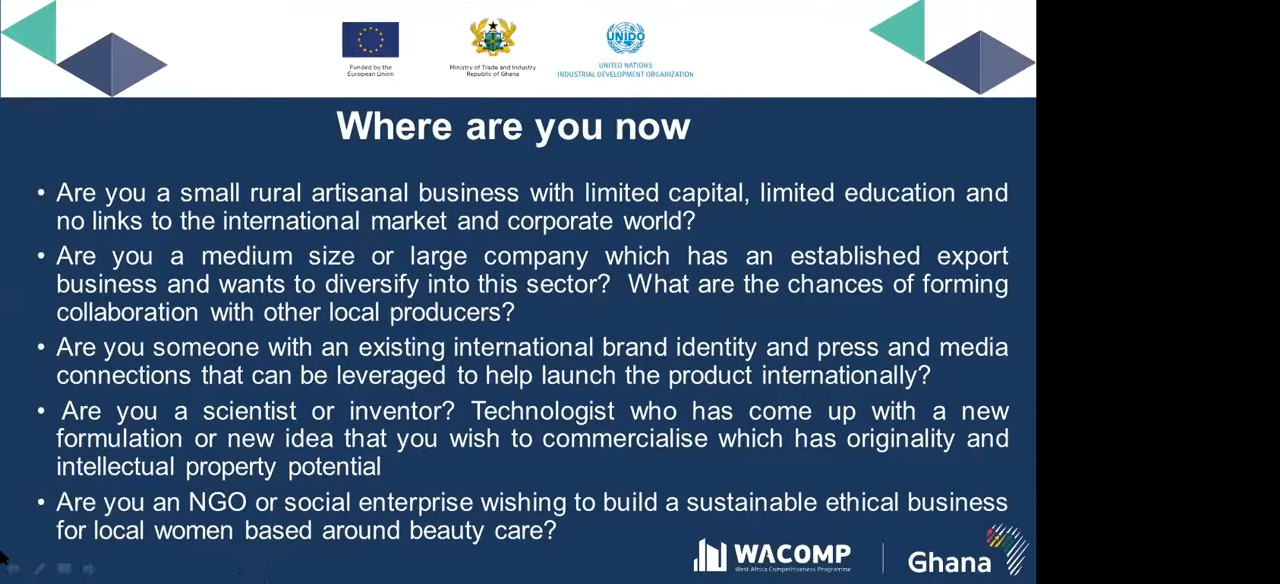 Funded by the
European Union
Ministry of Trade and Industry
Republic of Ghana
UNIDO
UNITED NATIONS
INDUSTRIAL DEVELOPMENT ORGANIZATION
Where are you now
• Are you a small rural artisanal business with limited capital, limited education and
no links to the international market and corporate world?
• Are you a medium size or large company which has an established export
business and wants to diversify into this sector? What are the chances of forming
collaboration with other local producers?
• Are you someone with an existing international brand identity and press and media
connections that can be leveraged to help launch the product internationally?
• Are you a scientist or inventor? Technologist who has come up with a new
formulation or new idea that you wish to commercialise which has originality and
intellectual property potential
• Are you an NGO or social enterprise wishing to build a sustainable ethical business
for local women based around beauty care?
WACOMP
West Africa Competitiveness Programme
Ghana